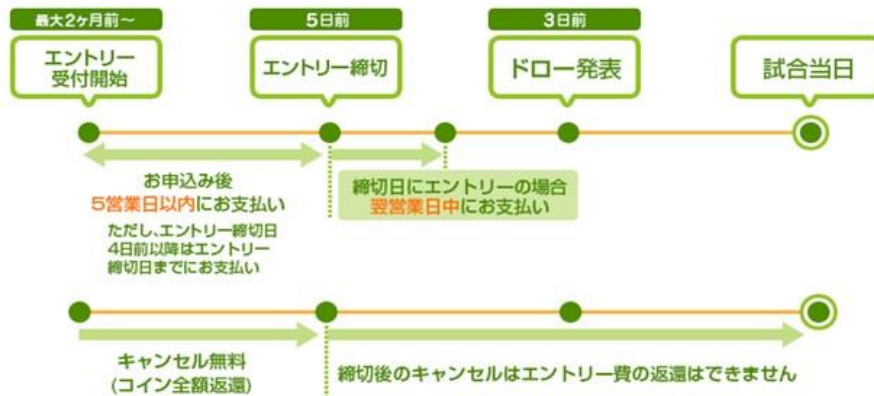 最大2ヶ月前～
エントリー
受付開始
5日前
エントリー締切
3日前
ドロー発表
試合当日
お申込み後
5営業日以内にお支払い
ただし、エントリー締切日
4日前以降はエントリー
締切日までにお支払い
締切日にエントリーの場合
翌営業日中にお支払い
キャンセル無料
(コイン全額返還)
締切後のキャンセルはエントリー費の返還はできません